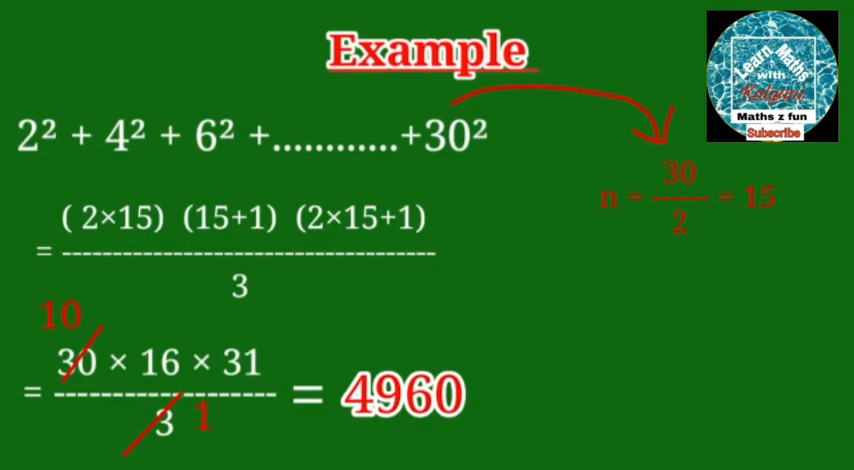 Example
Learn Maths
with
Kalyani
Maths z fun
Subscribe
2² + 4² + 6² +............+30²
n = 30
------
2
= 15
( 2×15) (15+1) (2×15+1)
= ------------------------------------
3
10
30 × 16 × 31
= -------------------
3 1
= 4960